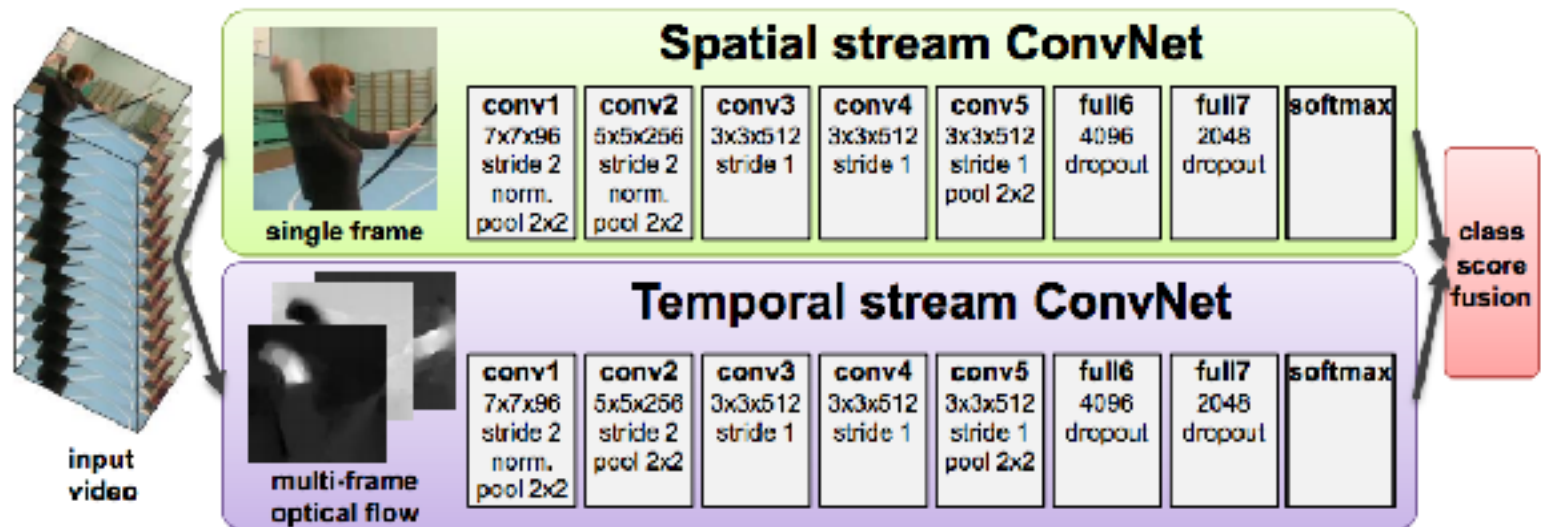 Spatial stream ConvNet
conv1
7x7x96
stride 2
norm.
pool 2x2
conv2
5x5x256
stride 2
norm.
pool 2x2
conv3
3x3x512
stride 1
conv4
3x3x512
stride 1
conv5
3x3x512
stride 1
pool 2x2
full6
4096
dropout
full7
2048
dropout
softmax
single frame
input
video
Temporal stream ConvNet
conv1
7x7x96
stride 2
norm.
pool 2x2
conv2
5x5x256
stride 2
pool 2x2
conv3
3x3x512
stride 1
conv4
3x3x512
stride 1
conv5
3x3x512
stride 1
pool 2x2
full6
4096
dropout
full7
2048
dropout
softmax
multi-frame
optical flow
class
score
fusion